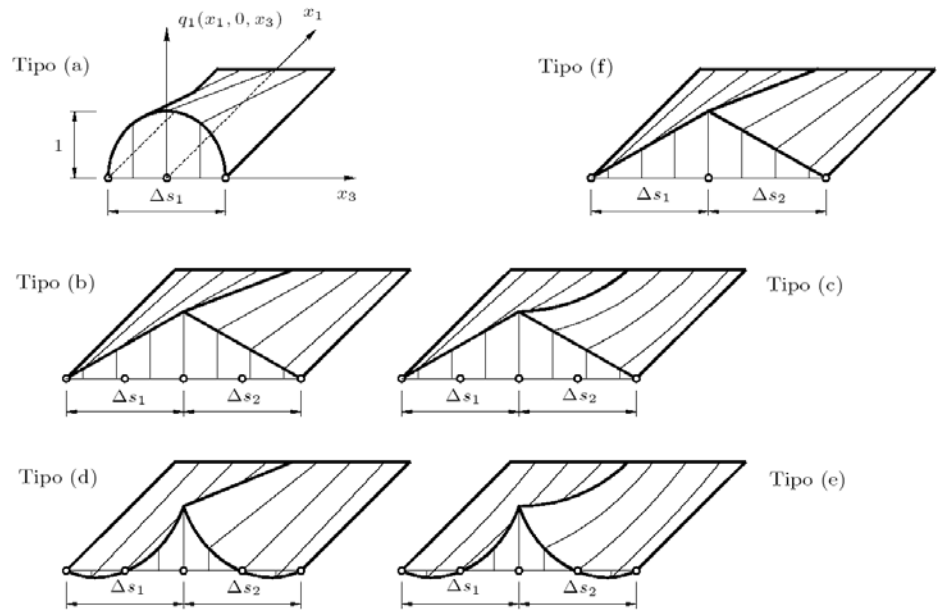 q₁(x₁, 0, x₃)
x₁
Tipo (a)
1
Δs₁
x₃
Tipo (f)
Δs₁
Δs₂
Tipo (b)
Δs₁
Δs₂
Tipo (c)
Δs₁
Δs₂
Tipo (d)
Δs₁
Δs₂
Tipo (e)
Δs₁
Δs₂